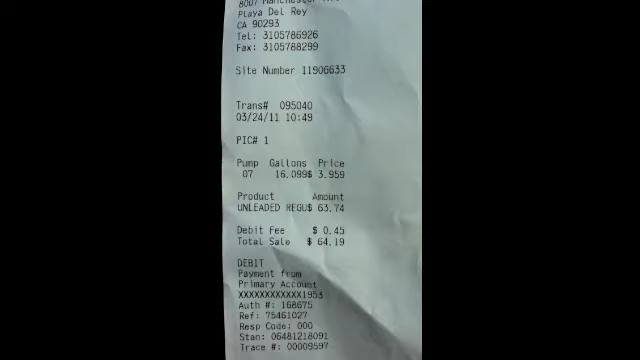 8007 Manchester
Playa Del Rey
CA 90293
Tel: 3105786926
Fax: 3105788299
Site Number 11906633
Trans# 095040
03/24/11 10:49
PIC# 1
Pump Gallons Price
07 16.099$ 3.959
Product Amount
UNLEADED REGU$ 63.74
Debit Fee $ 0.45
Total Sale $ 64.19
DEBIT
Payment from
Primary Account
XXXXXXXXXXXX1953
Auth #: 168675
Ref: 75461027
Resp Code: 000
Stan: 06481218091
Trace #: 00009597